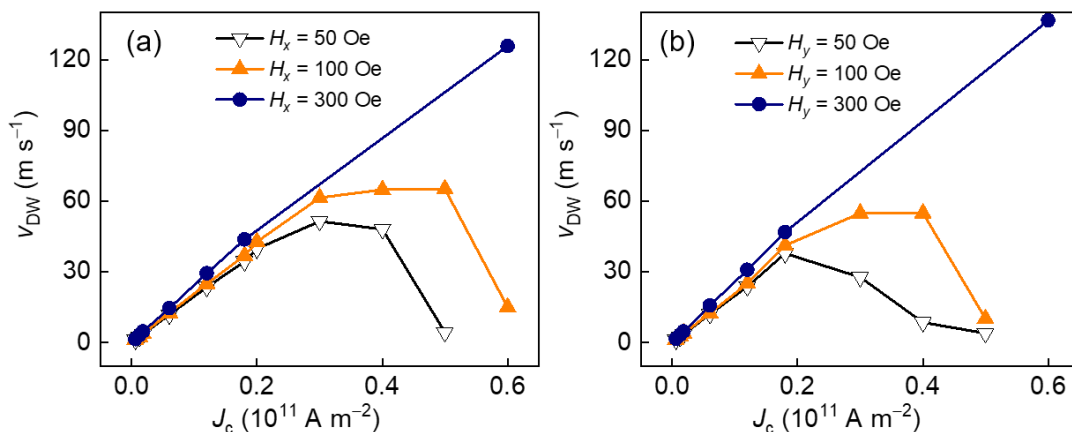 (a)
Hx = 50 Oe
Hx = 100 Oe
Hx = 300 Oe
120
90
60
30
0
vDW (m s⁻¹)
0.0 0.2 0.4 0.6
Jc (10¹¹ A m⁻²)
(b)
Hy = 50 Oe
Hy = 100 Oe
Hy = 300 Oe
120
90
60
30
0
vDW (m s⁻¹)
0.0 0.2 0.4 0.6
Jc (10¹¹ A m⁻²)